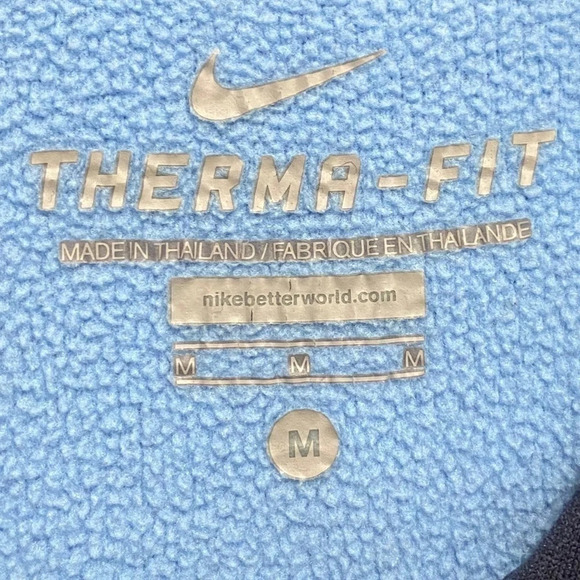 THERMA-FIT
MADE IN THAILAND / FABRIQUE EN THAILANDE
nikebetterworld.com
M M M
M